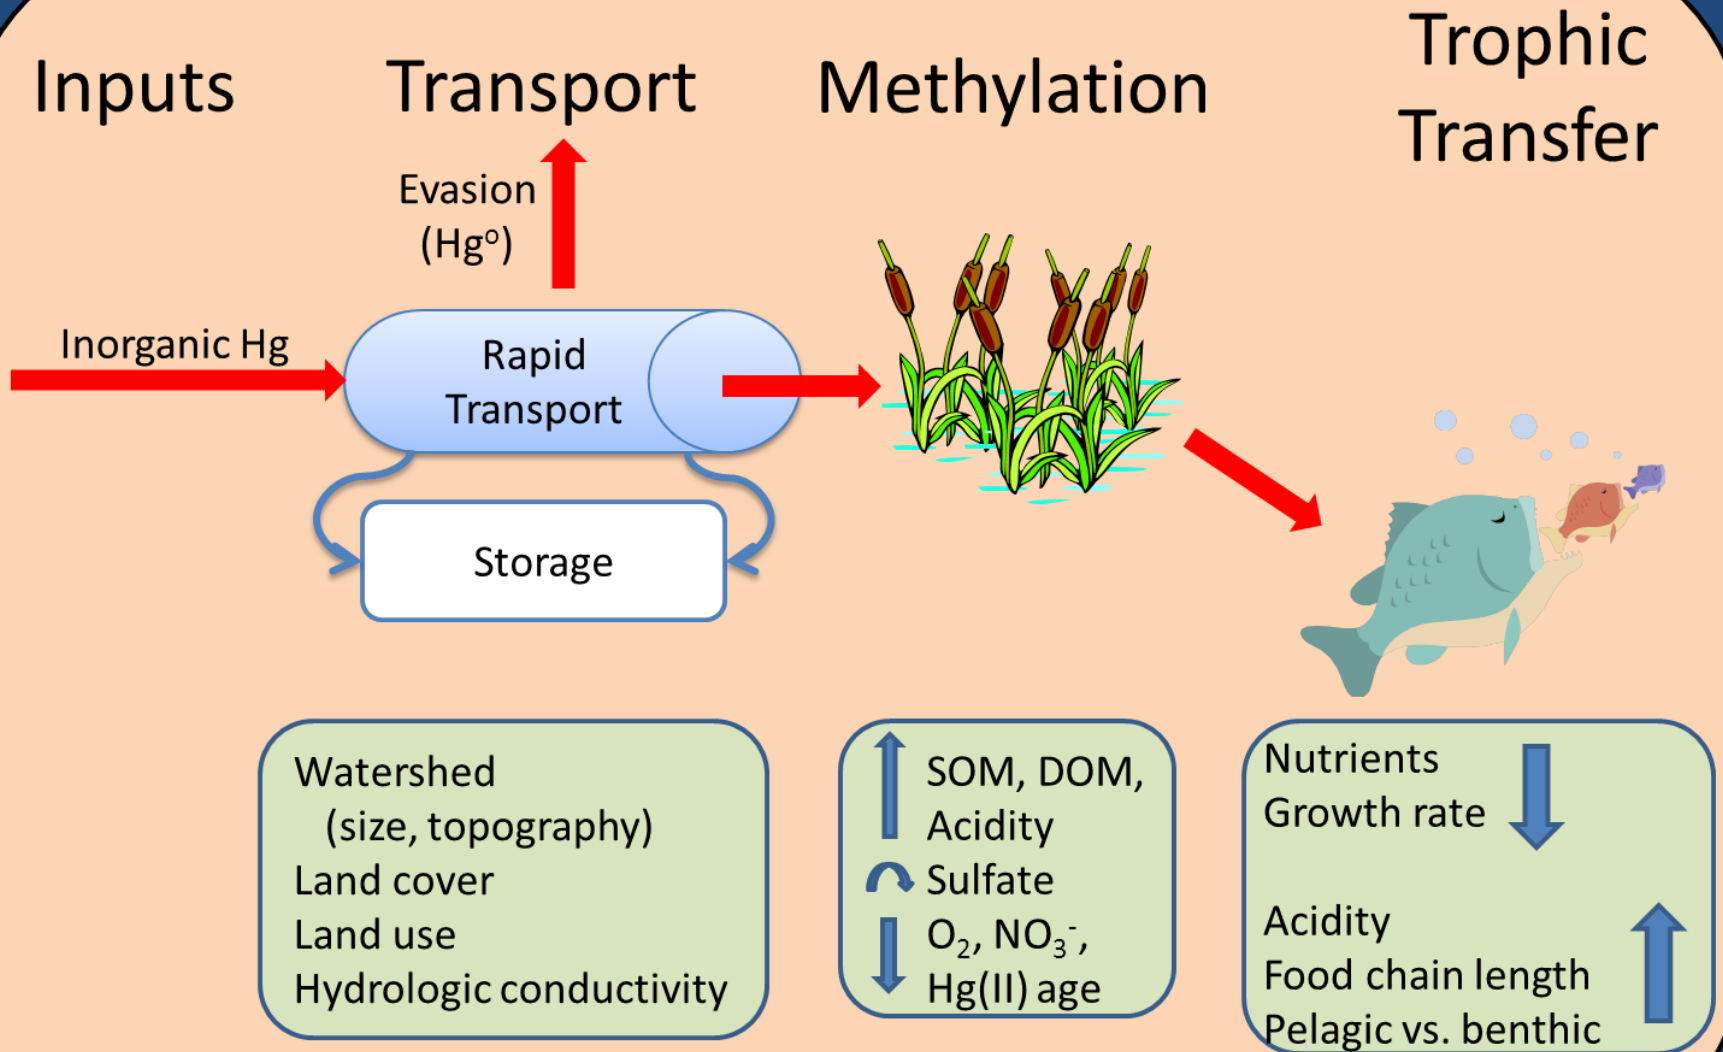 Inputs
Transport
Methylation
Trophic
Transfer
Evasion
(Hg⁰)
Inorganic Hg
Rapid
Transport
Storage
Watershed
(size, topography)
Land cover
Land use
Hydrologic conductivity
SOM, DOM,
Acidity
Sulfate
O₂, NO₃⁻,
Hg(II) age
Nutrients
Growth rate
Acidity
Food chain length
Pelagic vs. benthic